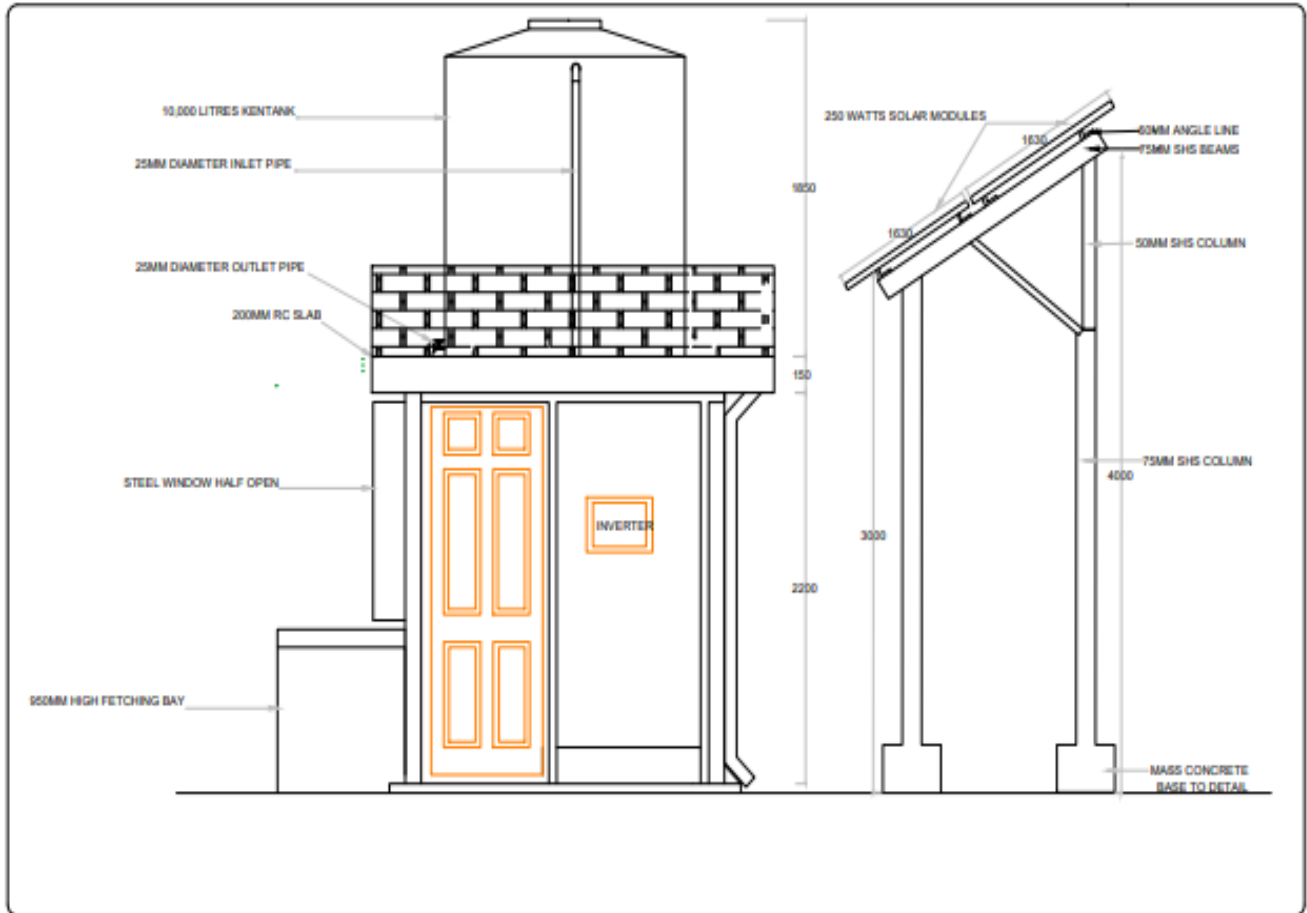 10,000 LITRES KENTANK
25MM DIAMETER INLET PIPE
25MM DIAMETER OUTLET PIPE
200MM RC SLAB
STEEL WINDOW HALF OPEN
950MM HIGH FETCHING BAY
INVERTER
1850
150
2200
250 WATTS SOLAR MODULES
1630
1630
60MM ANGLE LINE
75MM SHS BEAMS
50MM SHS COLUMN
75MM SHS COLUMN
4000
3000
MASS CONCRETE
BASE TO DETAIL